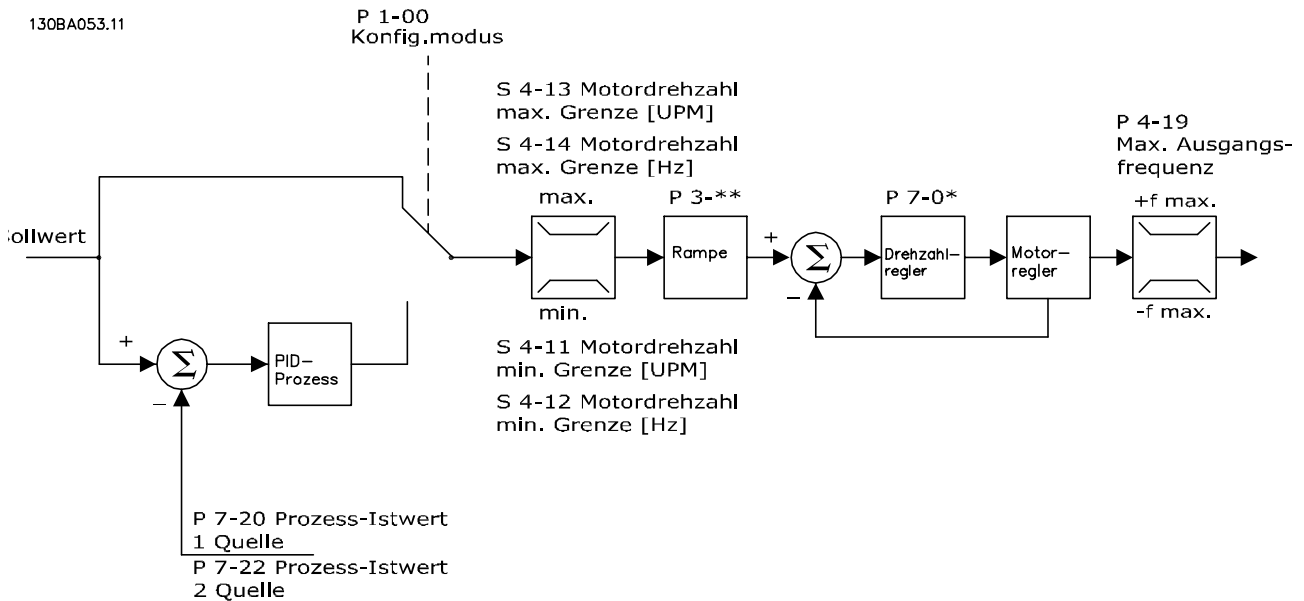 130BA053.11
P 1-00
Konfig.modus
S 4-13 Motordrehzahl
max. Grenze [UPM]
S 4-14 Motordrehzahl
max. Grenze [Hz]
P 4-19
Max. Ausgangs-
frequenz
max.
P 3-**
P 7-0*
+f max.
ollwert
Rampe
+
Σ
Drehzahl-
regler
Motor-
regler
−
min.
-f max.
+
Σ
PID-
Prozess
−
S 4-11 Motordrehzahl
min. Grenze [UPM]
S 4-12 Motordrehzahl
min. Grenze [Hz]
P 7-20 Prozess-Istwert
1 Quelle
P 7-22 Prozess-Istwert
2 Quelle